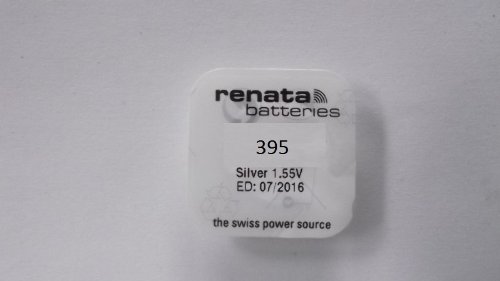 renata
batteries
395
Silver 1.55V
ED: 07/2016
the swiss power source